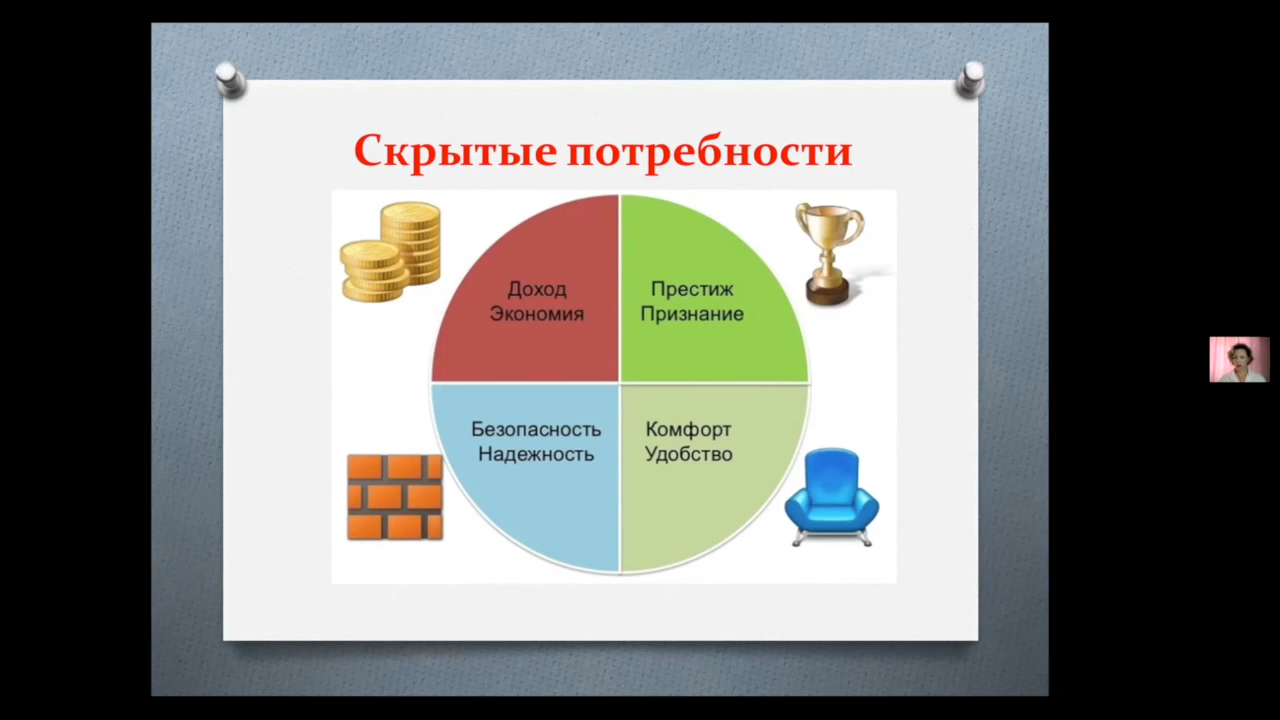 Скрытые потребности
Доход
Экономия
Престиж
Признание
Безопасность
Надежность
Комфорт
Удобство